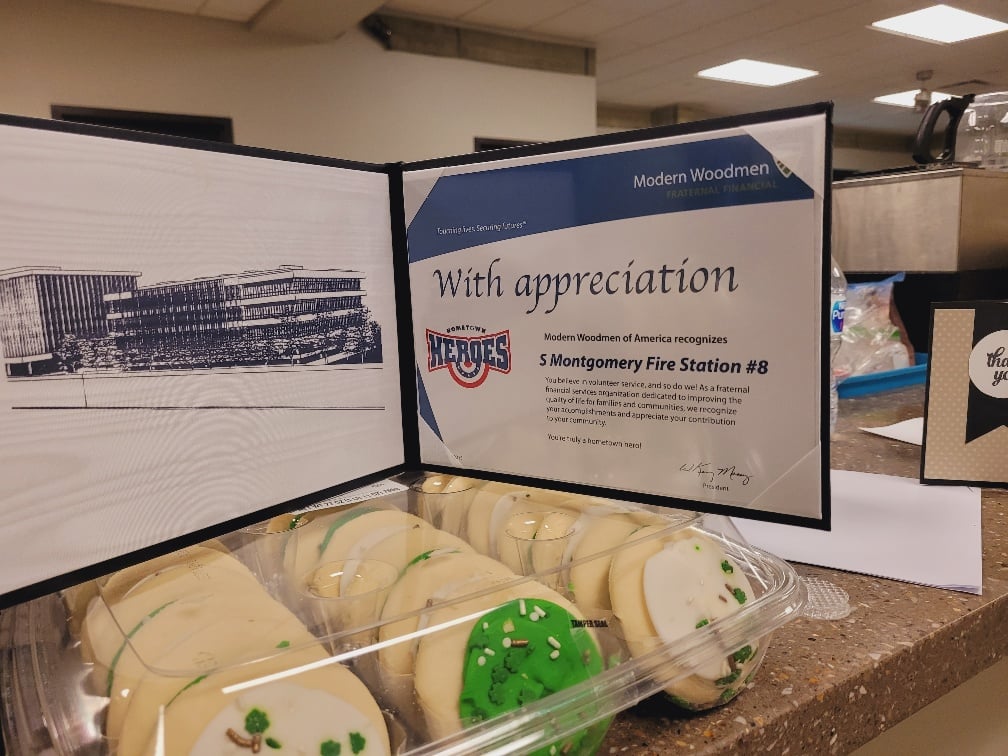 Modern Woodmen
FRATERNAL FINANCIAL
Touching lives. Securing futures.™
With appreciation
HOMETOWN
HEROES
Modern Woodmen of America recognizes
S Montgomery Fire Station #8
You believe in volunteer service, and so do we! As a fraternal
financial services organization dedicated to improving the
quality of life for families and communities, we recognize
your accomplishments and appreciate your contribution
to your community.
You're truly a hometown hero!
President
TAMPER SEAL